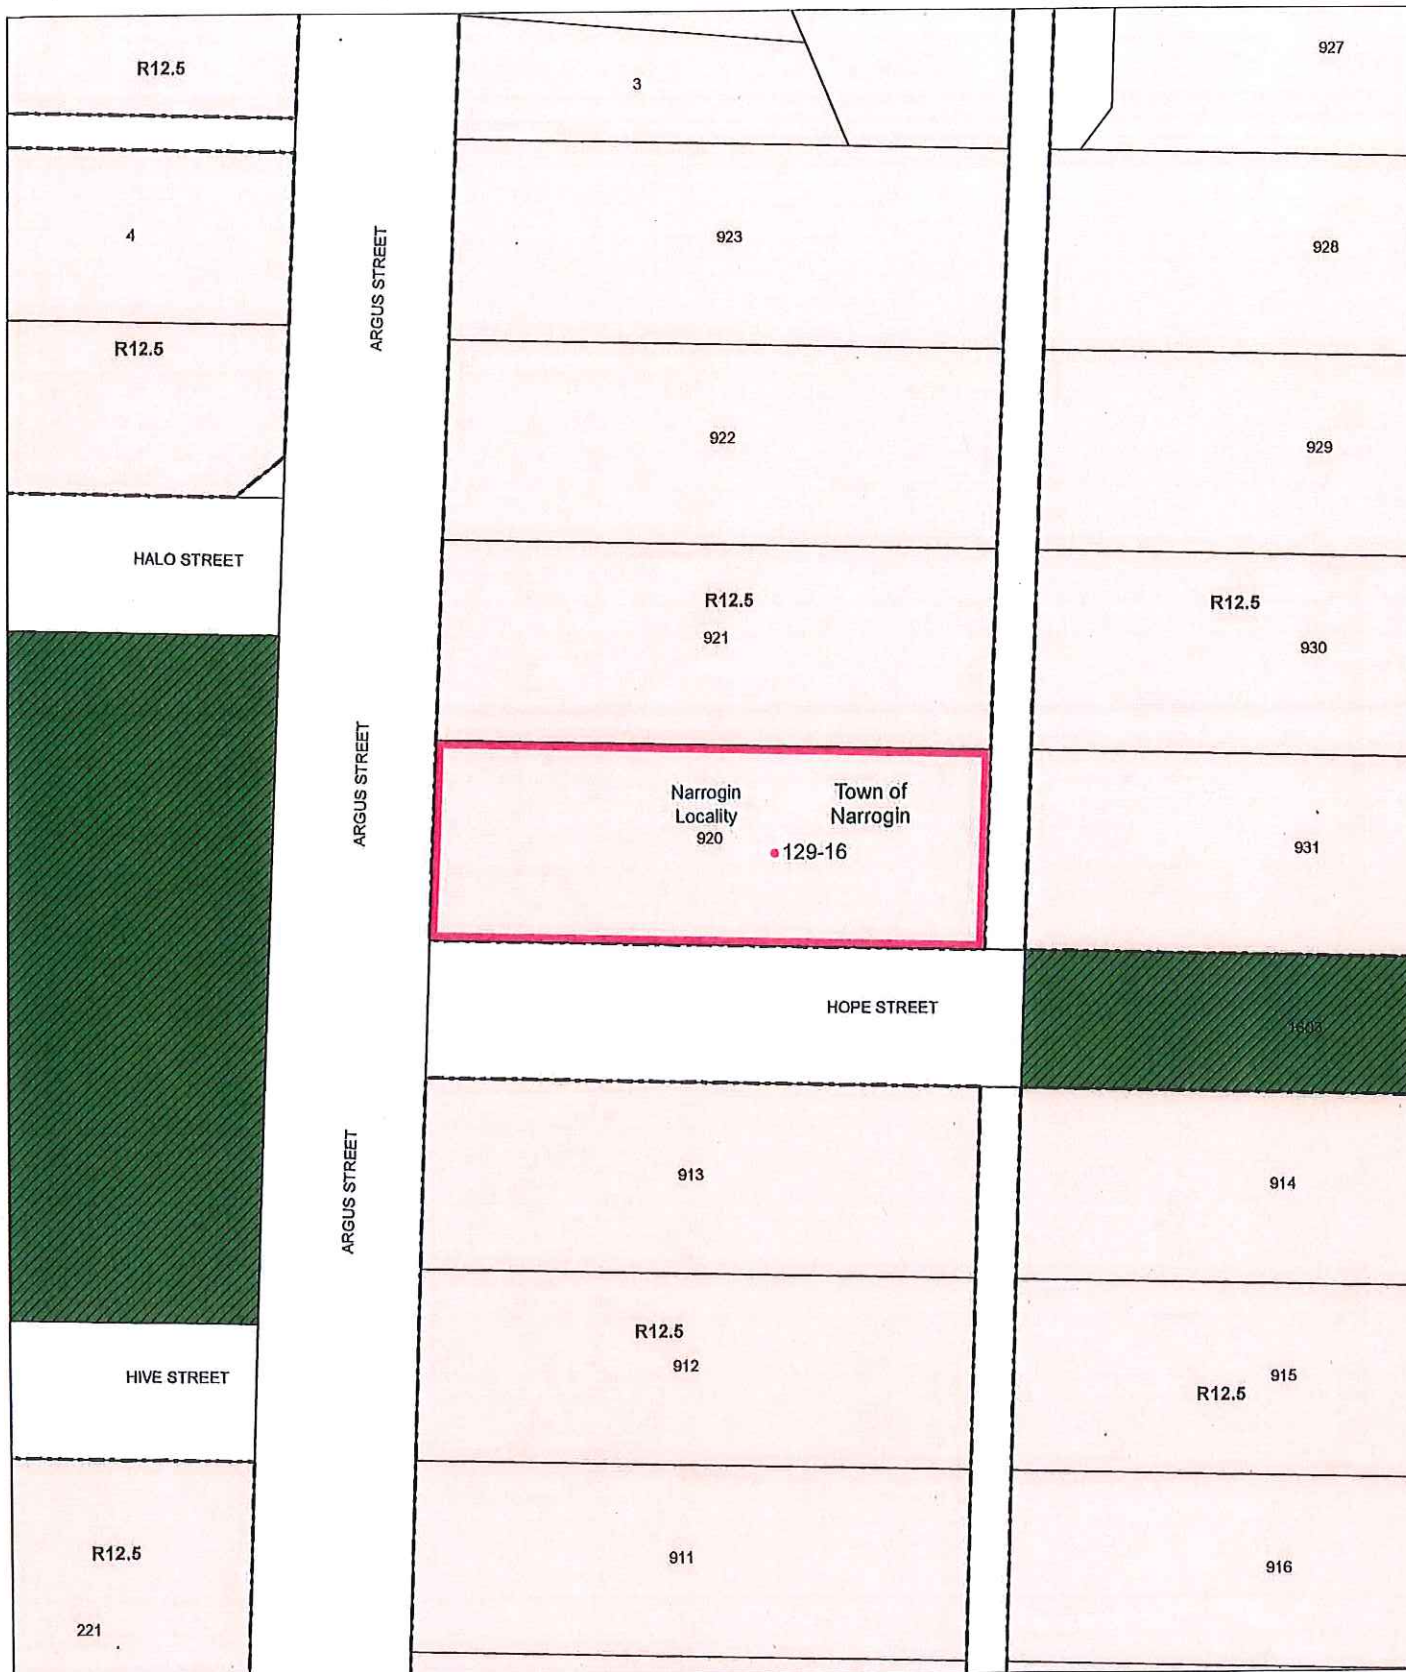 R12.5
3
927
4
ARGUS STREET
923
928
R12.5
922
929
HALO STREET
R12.5
921
R12.5
930
ARGUS STREET
Narrogin
Locality
920
Town of
Narrogin
129-16
931
HOPE STREET
1603
ARGUS STREET
913
914
R12.5
912
915
R12.5
HIVE STREET
R12.5
911
916
221